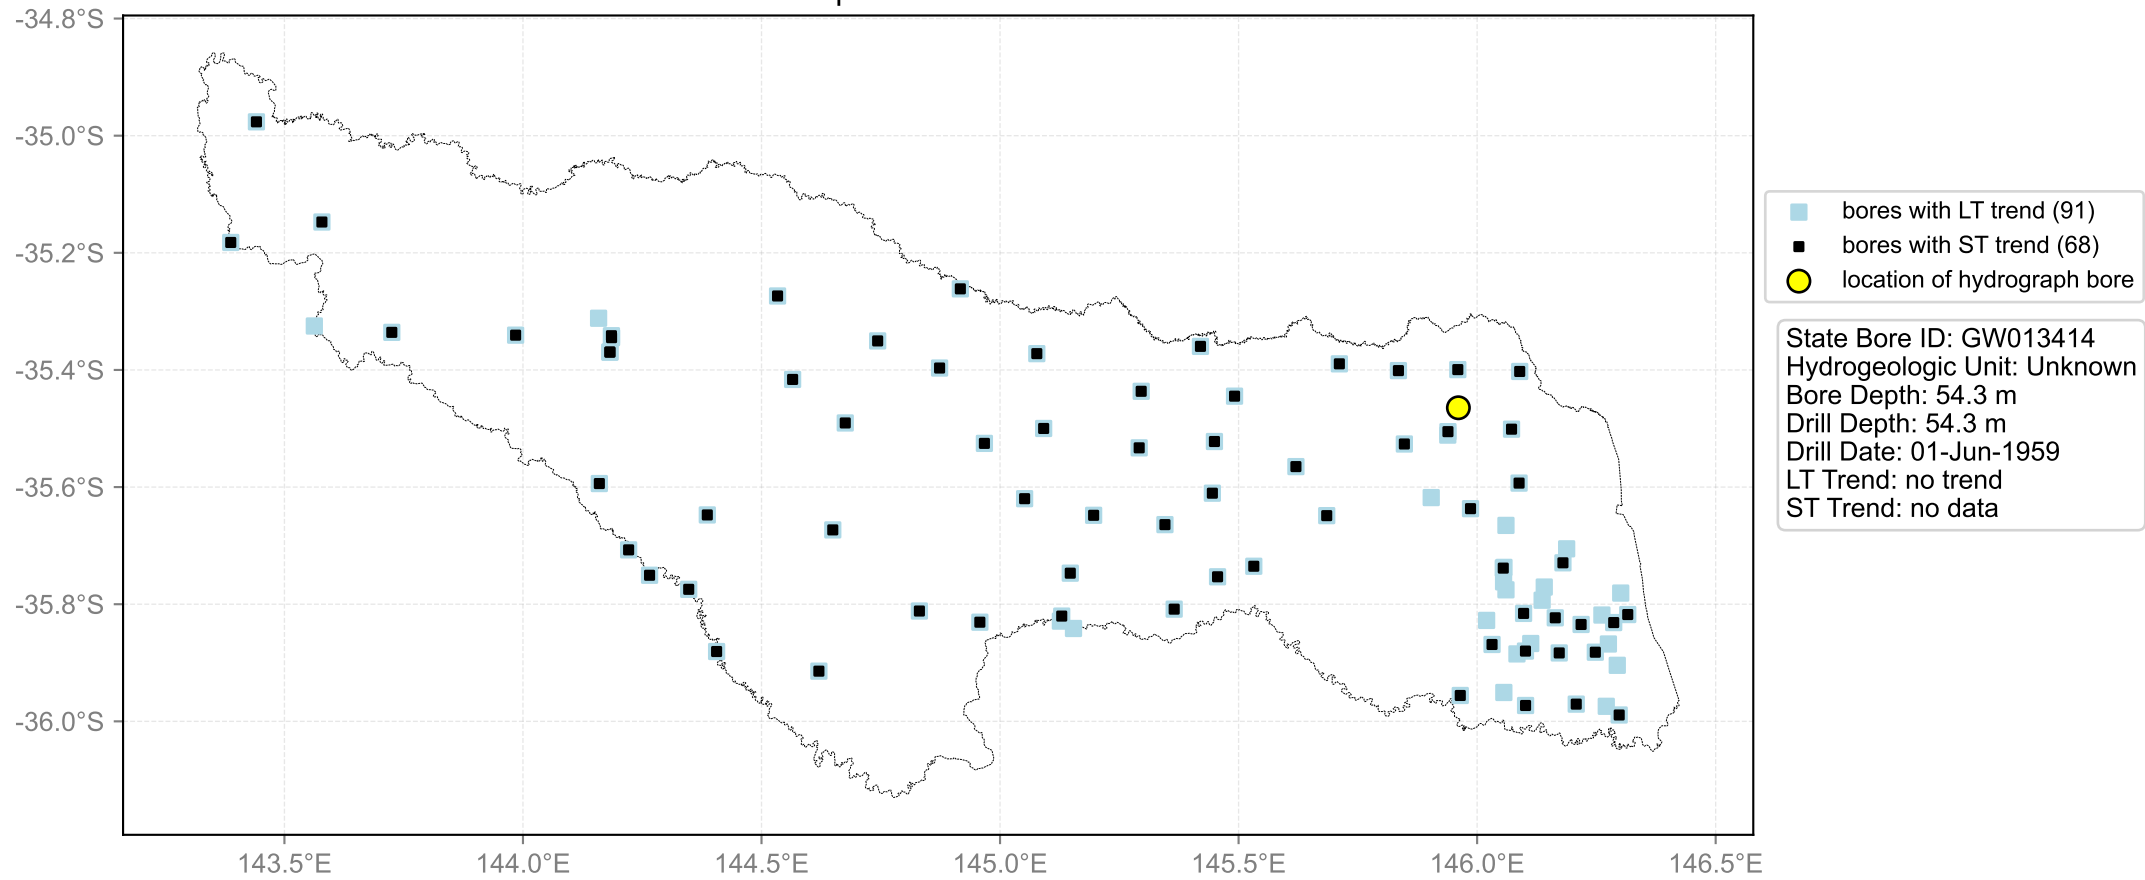 -34.8°S
-35.0°S
-35.2°S
-35.4°S
-35.6°S
-35.8°S
-36.0°S
143.5°E
144.0°E
144.5°E
145.0°E
145.5°E
146.0°E
146.5°E
bores with LT trend (91)
bores with ST trend (68)
location of hydrograph bore
State Bore ID: GW013414
Hydrogeologic Unit: Unknown
Bore Depth: 54.3 m
Drill Depth: 54.3 m
Drill Date: 01-Jun-1959
LT Trend: no trend
ST Trend: no data